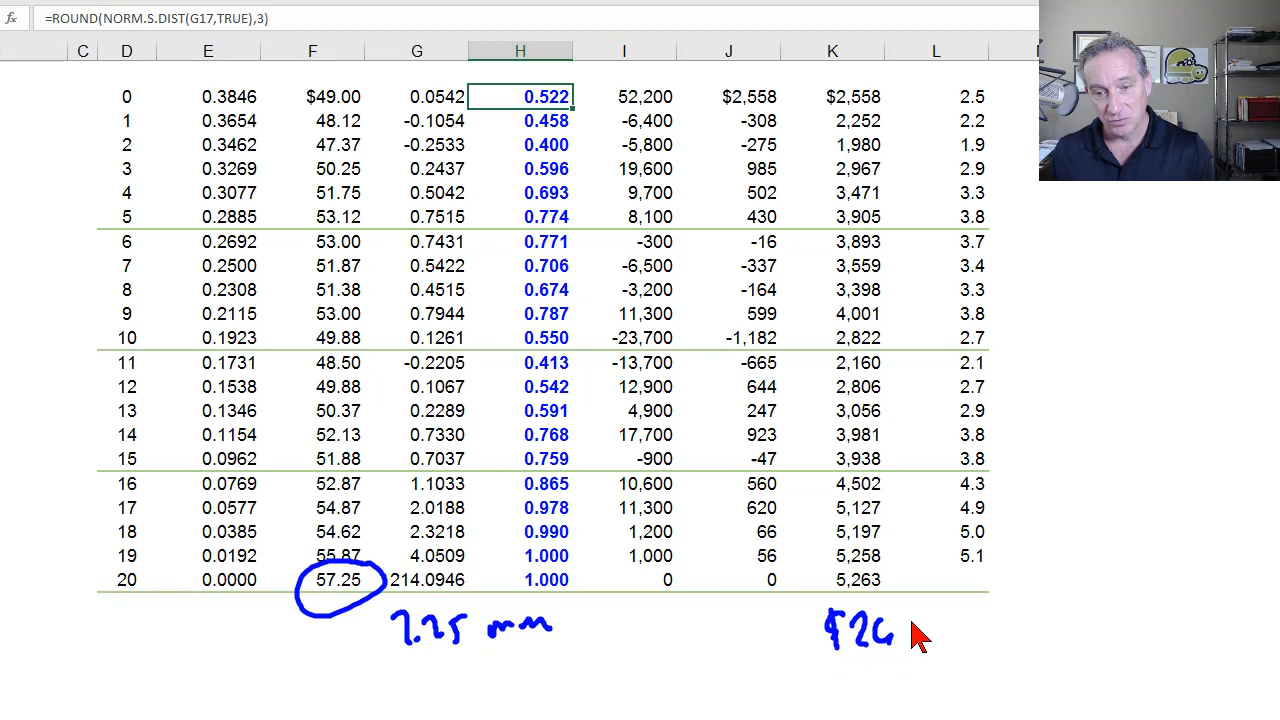 fx =ROUND(NORM.S.DIST(G17,TRUE),3)
C D E F G H I J K L
0 0.3846 $49.00 0.0542 0.522 52,200 $2,558 $2,558 2.5
1 0.3654 48.12 -0.1054 0.458 -6,400 -308 2,252 2.2
2 0.3462 47.37 -0.2533 0.400 -5,800 -275 1,980 1.9
3 0.3269 50.25 0.2437 0.596 19,600 985 2,967 2.9
4 0.3077 51.75 0.5042 0.693 9,700 502 3,471 3.3
5 0.2885 53.12 0.7515 0.774 8,100 430 3,905 3.8
6 0.2692 53.00 0.7431 0.771 -300 -16 3,893 3.7
7 0.2500 51.87 0.5422 0.706 -6,500 -337 3,559 3.4
8 0.2308 51.38 0.4515 0.674 -3,200 -164 3,398 3.3
9 0.2115 53.00 0.7944 0.787 11,300 599 4,001 3.8
10 0.1923 49.88 0.1261 0.550 -23,700 -1,182 2,822 2.7
11 0.1731 48.50 -0.2205 0.413 -13,700 -665 2,160 2.1
12 0.1538 49.88 0.1067 0.542 12,900 644 2,806 2.7
13 0.1346 50.37 0.2289 0.591 4,900 247 3,056 2.9
14 0.1154 52.13 0.7330 0.768 17,700 923 3,981 3.8
15 0.0962 51.88 0.7037 0.759 -900 -47 3,938 3.8
16 0.0769 52.87 1.1033 0.865 10,600 560 4,502 4.3
17 0.0577 54.87 2.0188 0.978 11,300 620 5,127 4.9
18 0.0385 54.62 2.3218 0.990 1,200 66 5,197 5.0
19 0.0192 55.87 4.0509 1.000 1,000 56 5,258 5.1
20 0.0000 57.25 214.0946 1.000 0 0 5,263
mm